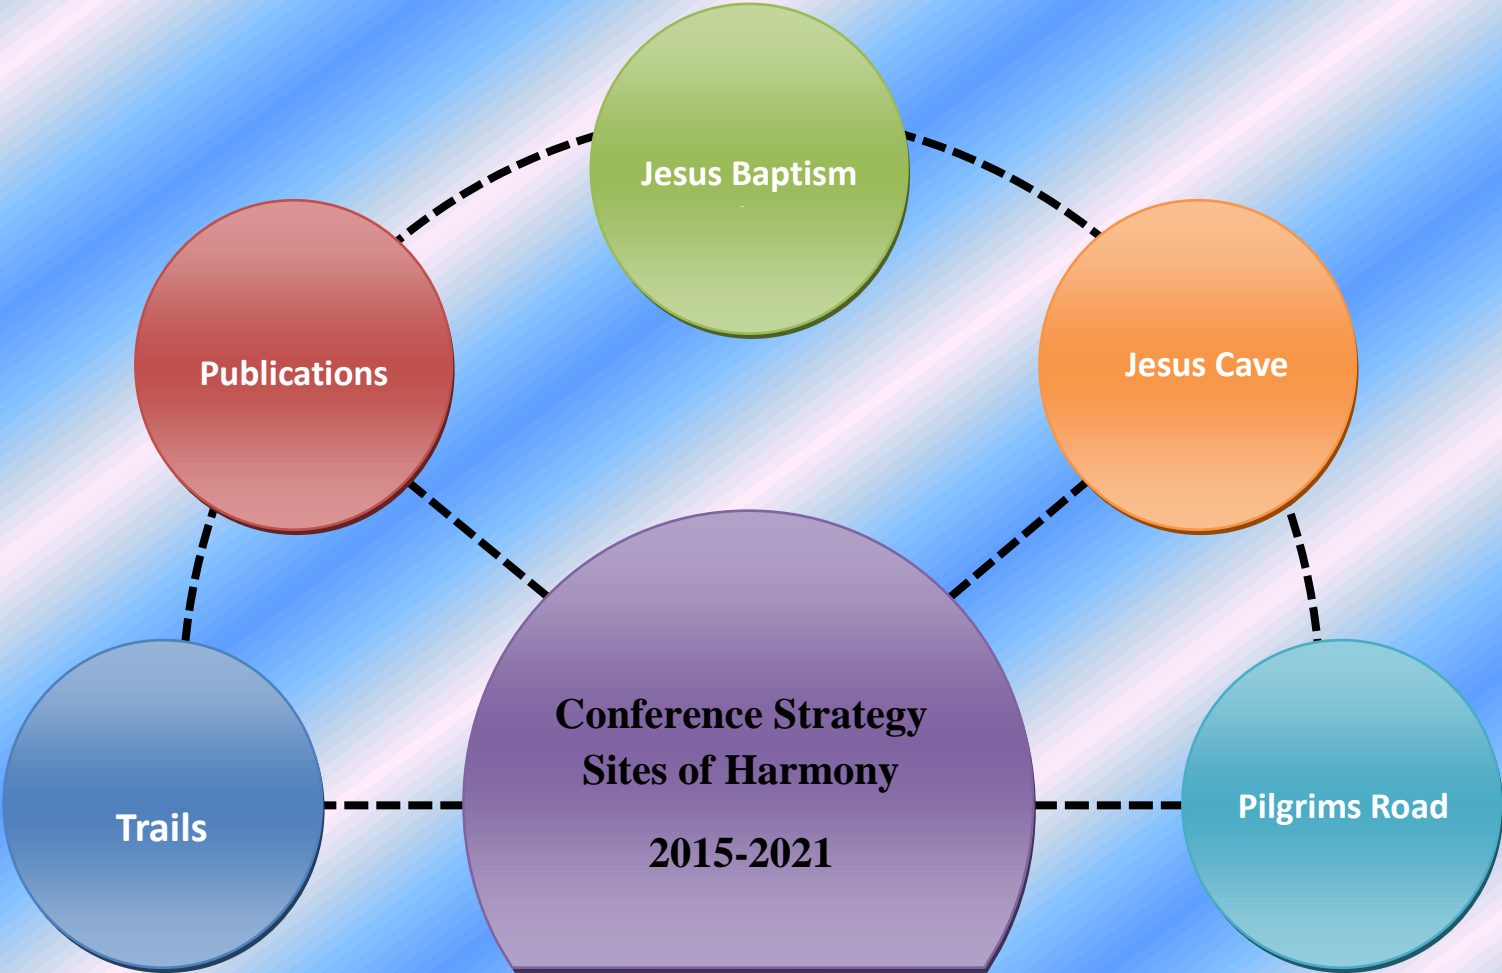 Jesus Baptism
Publications
Jesus Cave
Conference Strategy
Sites of Harmony
2015-2021
Trails
Pilgrims Road